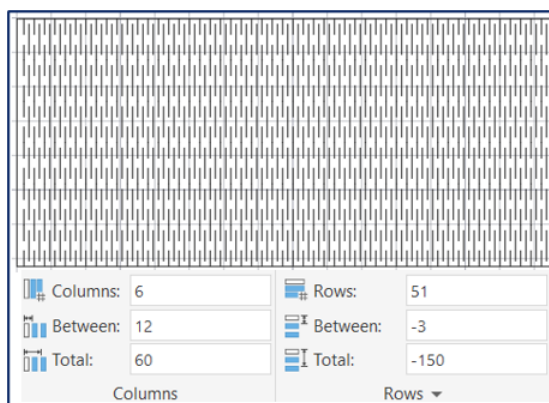 Columns: 6 Rows: 51
Between: 12 Between: -3
Total: 60 Total: -150
Columns Rows